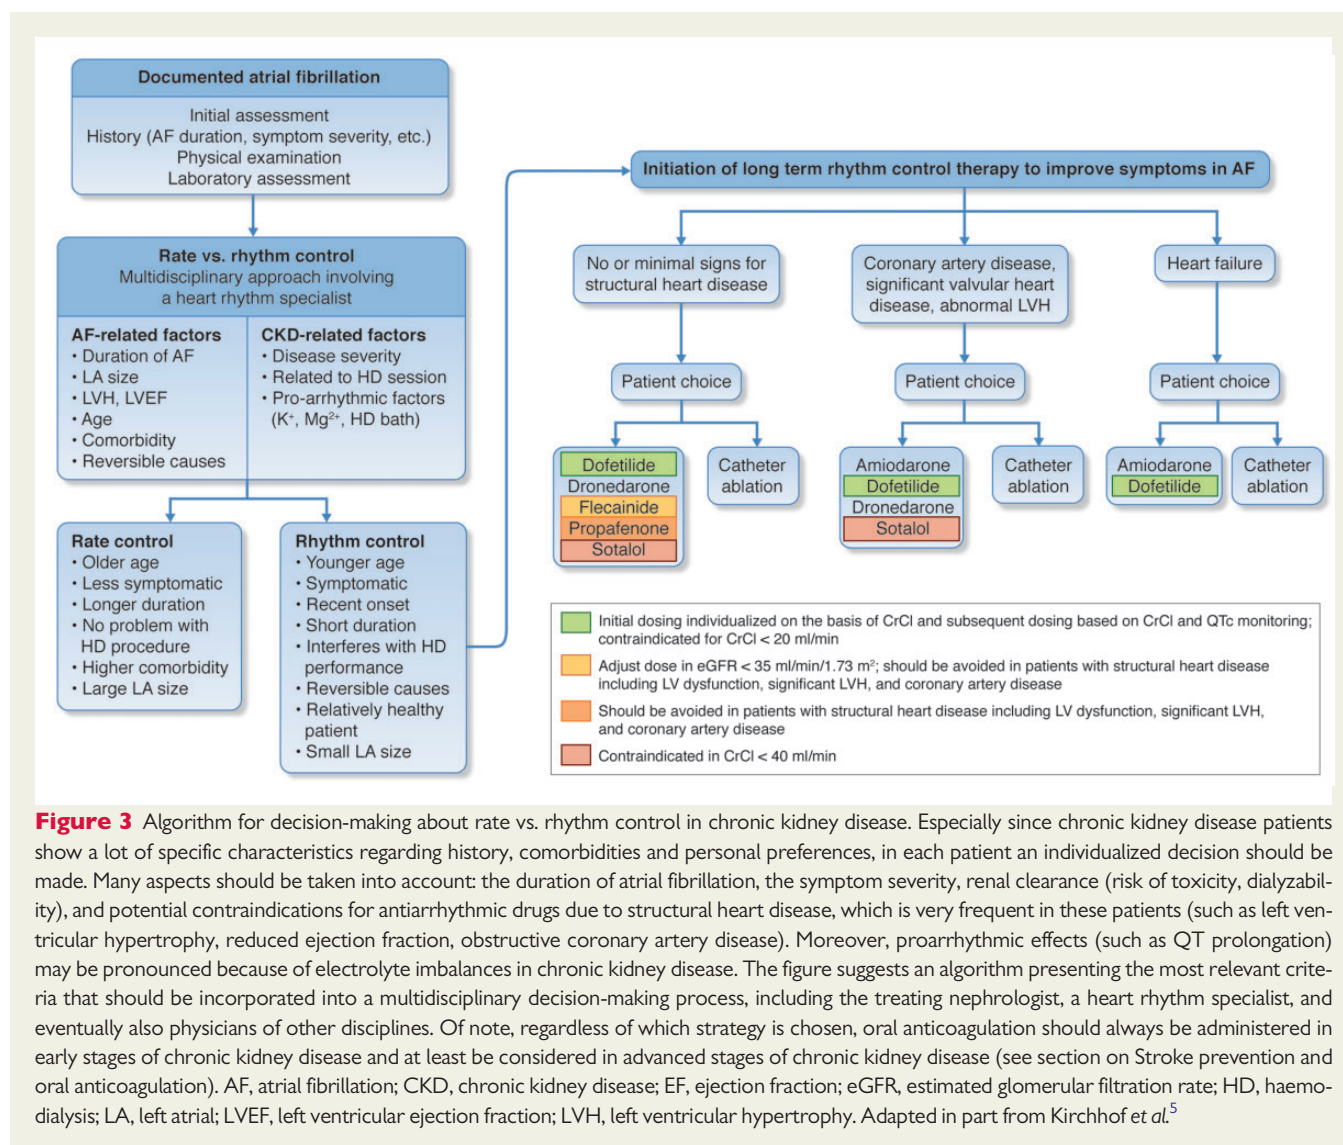 Documented atrial fibrillation
Initial assessment
History (AF duration, symptom severity, etc.)
Physical examination
Laboratory assessment
Rate vs. rhythm control
Multidisciplinary approach involving
a heart rhythm specialist
AF-related factors
• Duration of AF
• LA size
• LVH, LVEF
• Age
• Comorbidity
• Reversible causes
CKD-related factors
• Disease severity
• Related to HD session
• Pro-arrhythmic factors
(K⁺, Mg²⁺, HD bath)
Rate control
• Older age
• Less symptomatic
• Longer duration
• No problem with
HD procedure
• Higher comorbidity
• Large LA size
Rhythm control
• Younger age
• Symptomatic
• Recent onset
• Short duration
• Interferes with HD
performance
• Reversible causes
• Relatively healthy
patient
• Small LA size
Initiation of long term rhythm control therapy to improve symptoms in AF
No or minimal signs for
structural heart disease
Patient choice
Dofetilide
Dronedarone
Flecainide
Propafenone
Sotalol
Catheter
ablation
Coronary artery disease,
significant valvular heart
disease, abnormal LVH
Patient choice
Amiodarone
Dofetilide
Dronedarone
Sotalol
Catheter
ablation
Heart failure
Patient choice
Amiodarone
Dofetilide
Catheter
ablation
Initial dosing individualized on the basis of CrCl and subsequent dosing based on CrCl and QTc monitoring;
contraindicated for CrCl < 20 ml/min
Adjust dose in eGFR < 35 ml/min/1.73 m²; should be avoided in patients with structural heart disease
including LV dysfunction, significant LVH, and coronary artery disease
Should be avoided in patients with structural heart disease including LV dysfunction, significant LVH,
and coronary artery disease
Contraindicated in CrCl < 40 ml/min
Figure 3 Algorithm for decision-making about rate vs. rhythm control in chronic kidney disease. Especially since chronic kidney disease patients
show a lot of specific characteristics regarding history, comorbidities and personal preferences, in each patient an individualized decision should be
made. Many aspects should be taken into account: the duration of atrial fibrillation, the symptom severity, renal clearance (risk of toxicity, dialyzabil-
ity), and potential contraindications for antiarrhythmic drugs due to structural heart disease, which is very frequent in these patients (such as left ven-
tricular hypertrophy, reduced ejection fraction, obstructive coronary artery disease). Moreover, proarrhythmic effects (such as QT prolongation)
may be pronounced because of electrolyte imbalances in chronic kidney disease. The figure suggests an algorithm presenting the most relevant crite-
ria that should be incorporated into a multidisciplinary decision-making process, including the treating nephrologist, a heart rhythm specialist, and
eventually also physicians of other disciplines. Of note, regardless of which strategy is chosen, oral anticoagulation should always be administered in
early stages of chronic kidney disease and at least be considered in advanced stages of chronic kidney disease (see section on Stroke prevention and
oral anticoagulation). AF, atrial fibrillation; CKD, chronic kidney disease; EF, ejection fraction; eGFR, estimated glomerular filtration rate; HD, haemo-
dialysis; LA, left atrial; LVEF, left ventricular ejection fraction; LVH, left ventricular hypertrophy. Adapted in part from Kirchhof et al.⁵